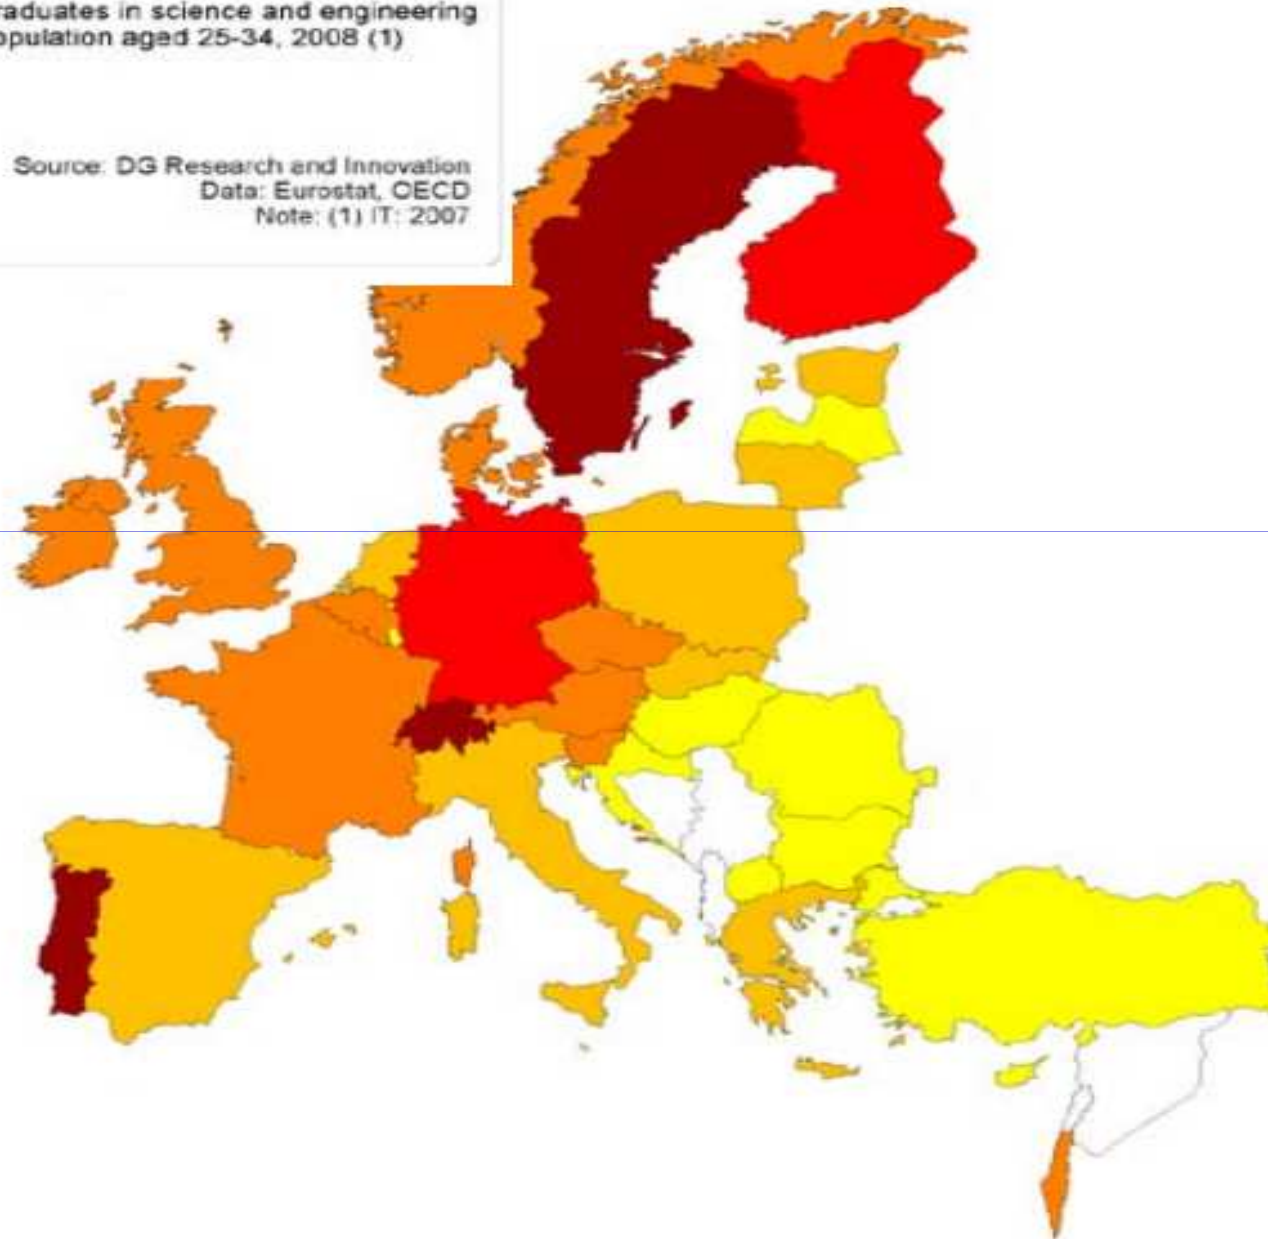 raduates in science and engineering
opulation aged 25-34, 2008 (1)
Source: DG Research and Innovation
Data: Eurostat, OECD
Note: (1) IT: 2007